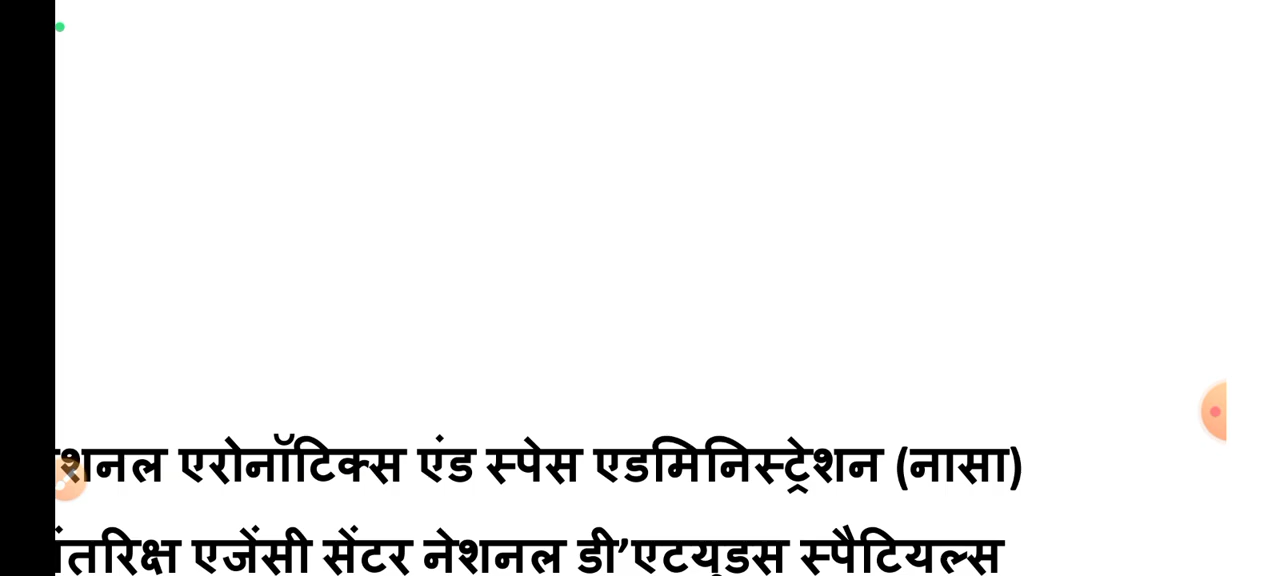 एरोनॉटिक्स एंड स्पेस एडमिनिस्ट्रेशन (नासा)
एजेंसी सेंटर नेशनल डी’एटयूडस स्पैटियल्स